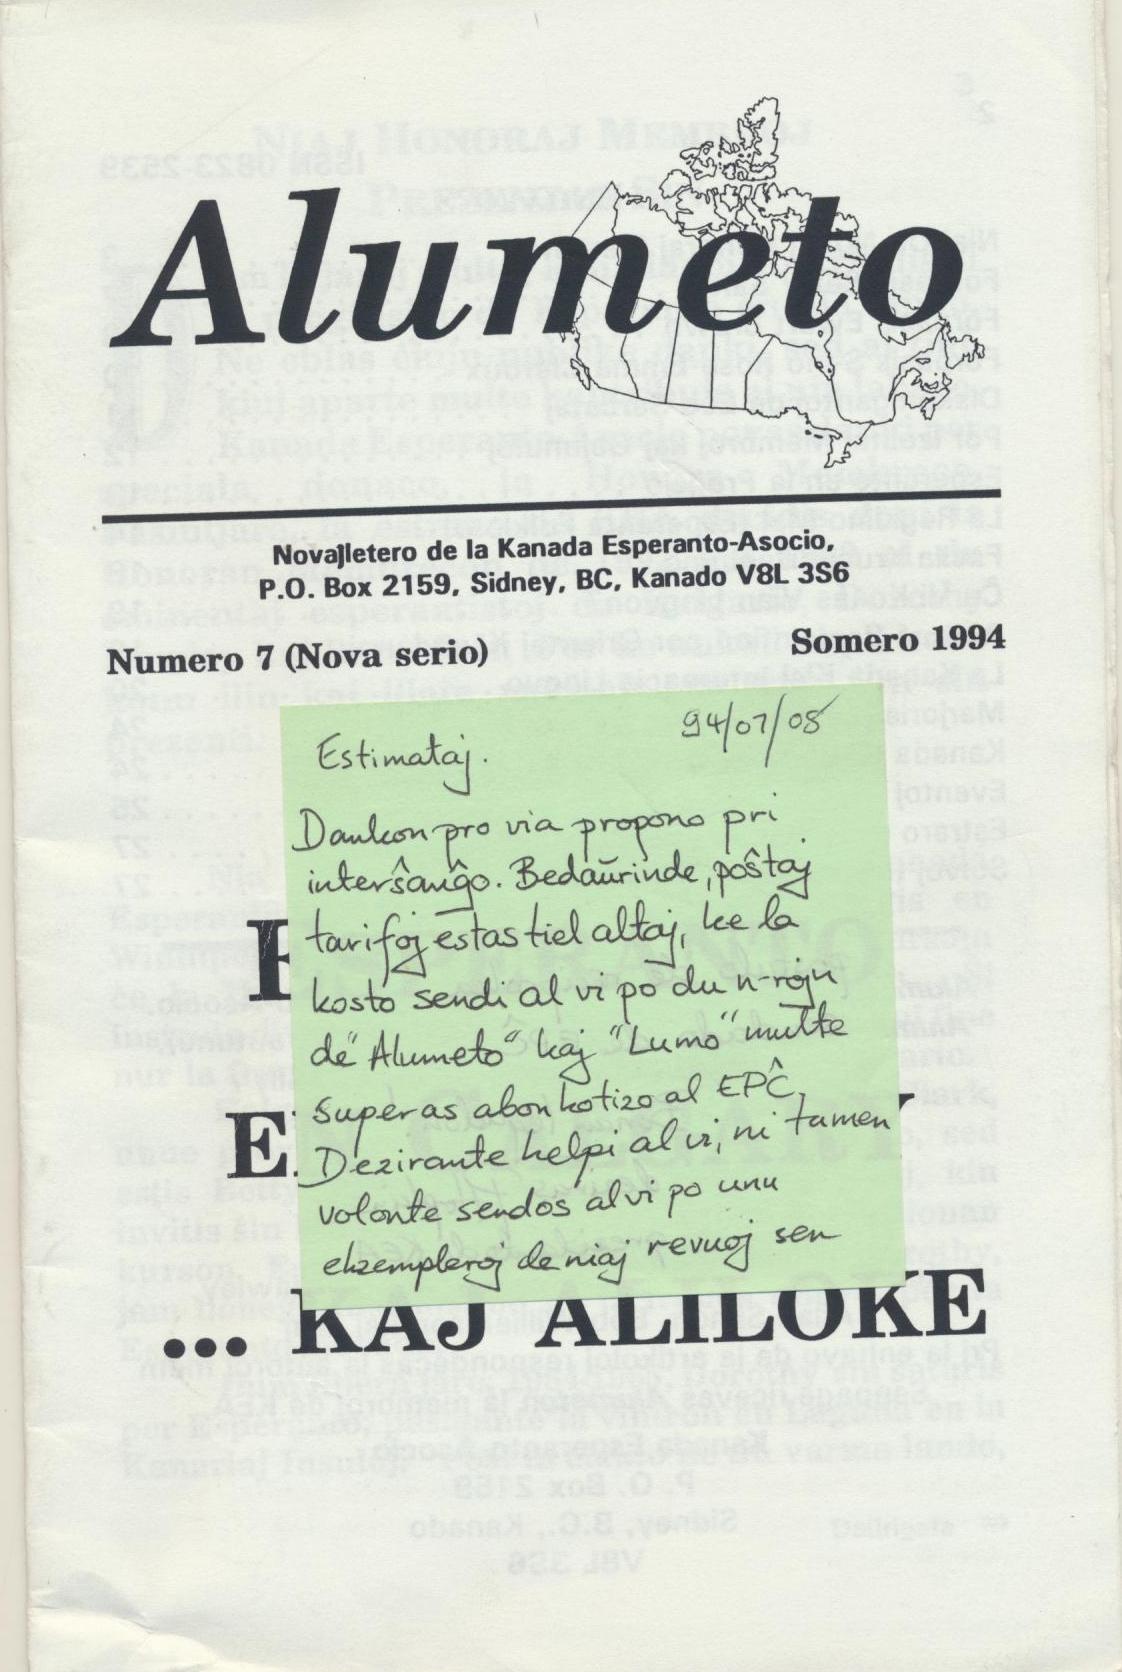 Alumeto
Novaĵletero de la Kanada Esperanto-Asocio,
P.O. Box 2159, Sidney, BC, Kanado V8L 3S6
Numero 7 (Nova serio) Somero 1994
94/07/08
Estimataj.
Dankon pro via propono pri
interŝanĝo. Bedaŭrinde, poŝtaj
tarifoj estas tiel altaj, ke la
kosto sendi al vi po du n-rojn
de "Alumeto" kaj "Lumo" multe
superas abonkotizo al EPĈ.
Dezirante helpi al vi, ni tamen
volonte sendos al vi po unu
ekzempleroj de niaj revuoj sen
... KAJ ALILOKE